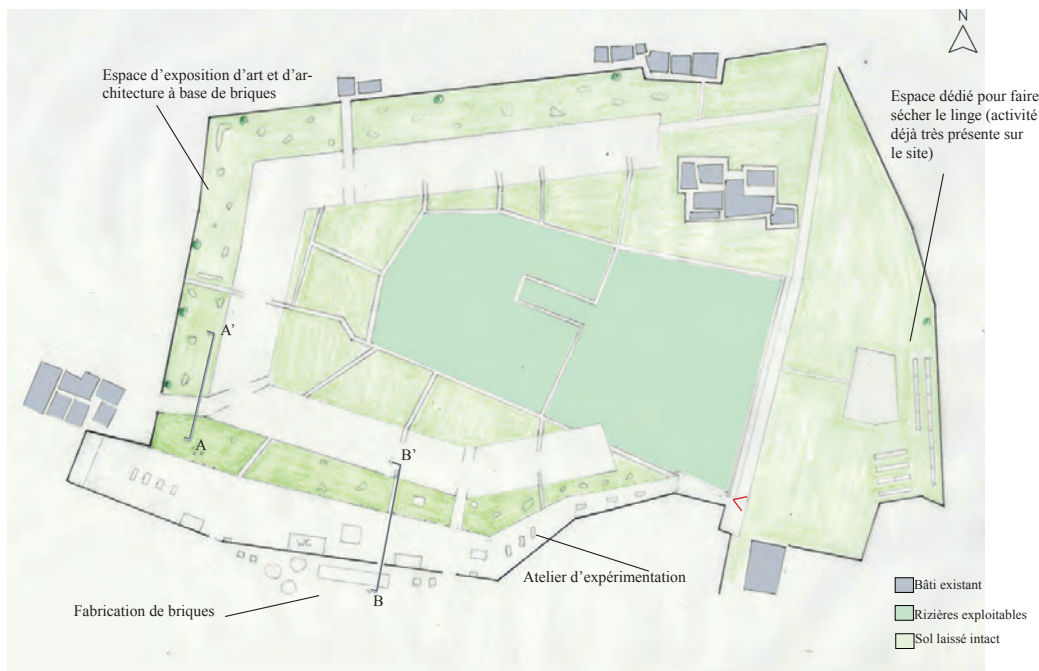 N
Espace d'exposition d'art et d'ar-
chitecture à base de briques
Espace dédié pour faire
sécher le linge (activité
déjà très présente sur
le site)
A'
A
B'
WC
B
Atelier d'expérimentation
Fabrication de briques
Bâti existant
Rizières exploitables
Sol laissé intact